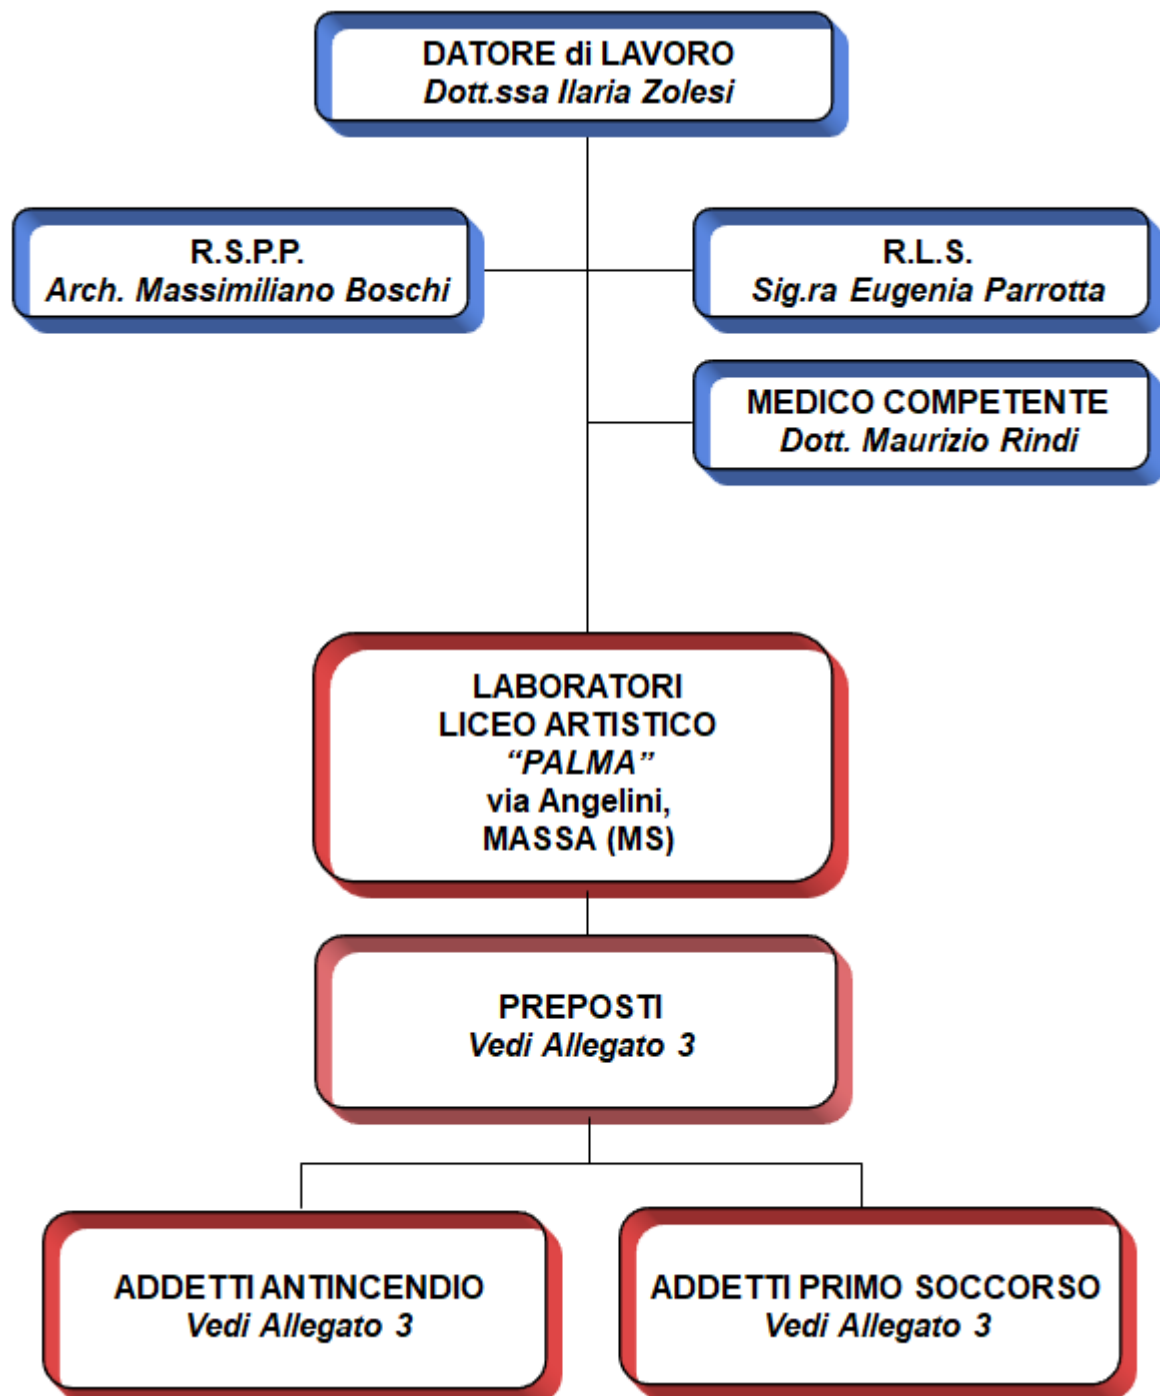 DATORE di LAVORO
Dott.ssa Ilaria Zolesi
R.S.P.P.
Arch. Massimiliano Boschi
R.L.S.
Sig.ra Eugenia Parrotta
MEDICO COMPETENTE
Dott. Maurizio Rindi
LABORATORI
LICEO ARTISTICO
“PALMA”
via Angelini,
MASSA (MS)
PREPOSTI
Vedi Allegato 3
ADDETTI ANTINCENDIO
Vedi Allegato 3
ADDETTI PRIMO SOCCORSO
Vedi Allegato 3